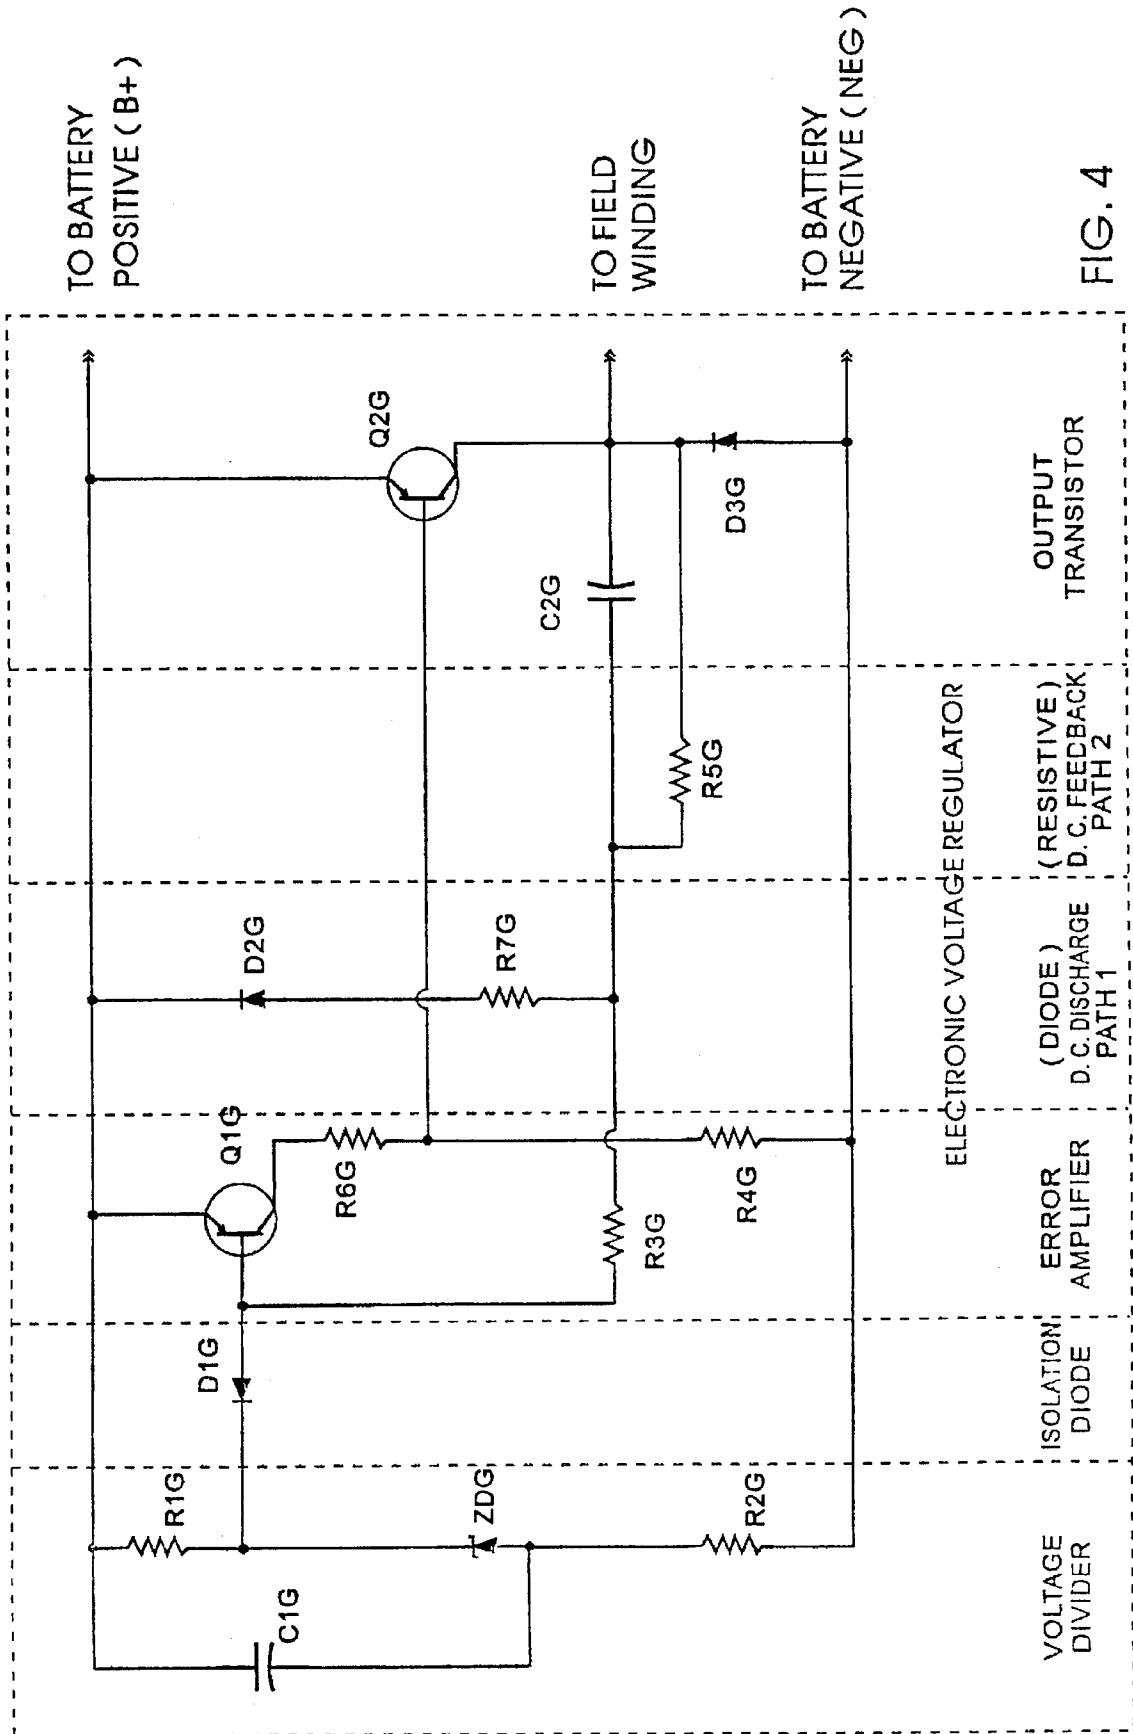 TO BATTERY
POSITIVE ( B+ )
TO FIELD
WINDING
TO BATTERY
NEGATIVE ( NEG )
C1G
R1G
ZDG
R2G
D1G
Q1G
R6G
R3G
R4G
D2G
R7G
R5G
C2G
Q2G
D3G
ELECTRONIC VOLTAGE REGULATOR
VOLTAGE
DIVIDER
ISOLATION
DIODE
ERROR
AMPLIFIER
( DIODE )
D. C. DISCHARGE
PATH 1
( RESISTIVE )
D. C. FEEDBACK
PATH 2
OUTPUT
TRANSISTOR
FIG. 4